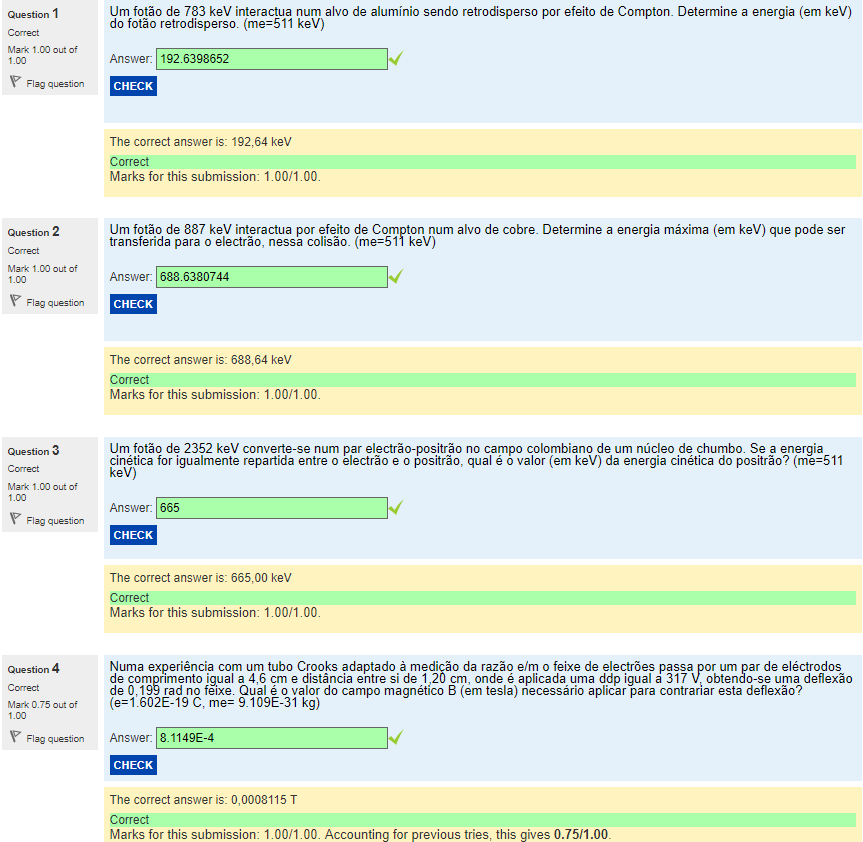 Question 1
Correct
Mark 1.00 out of
1.00
Flag question
Um fotão de 783 keV interactua num alvo de alumínio sendo retrodisperso por efeito de Compton. Determine a energia (em keV)
do fotão retrodisperso. (me=511 keV)
Answer: 192.6398652
CHECK
The correct answer is: 192,64 keV
Correct
Marks for this submission: 1.00/1.00.
Question 2
Correct
Mark 1.00 out of
1.00
Flag question
Um fotão de 887 keV interactua por efeito de Compton num alvo de cobre. Determine a energia máxima (em keV) que pode ser
transferida para o electrão, nessa colisão. (me=511 keV)
Answer: 688.6380744
CHECK
The correct answer is: 688,64 keV
Correct
Marks for this submission: 1.00/1.00.
Question 3
Correct
Mark 1.00 out of
1.00
Flag question
Um fotão de 2352 keV converte-se num par electrão-positrão no campo colombiano de um núcleo de chumbo. Se a energia
cinética for igualmente repartida entre o electrão e o positrão, qual é o valor (em keV) da energia cinética do positrão? (me=511
keV)
Answer: 665
CHECK
The correct answer is: 665,00 keV
Correct
Marks for this submission: 1.00/1.00.
Question 4
Correct
Mark 0.75 out of
1.00
Flag question
Numa experiência com um tubo Crooks adaptado à medição da razão e/m o feixe de electrões passa por um par de eléctrodos
de comprimento igual a 4,6 cm e distância entre si de 1,20 cm, onde é aplicada uma ddp igual a 317 V, obtendo-se uma deflexão
de 0,199 rad no feixe. Qual é o valor do campo magnético B (em tesla) necessário aplicar para contrariar esta deflexão?
(e=1.602E-19 C, me= 9.109E-31 kg)
Answer: 8.1149E-4
CHECK
The correct answer is: 0,0008115 T
Correct
Marks for this submission: 1.00/1.00. Accounting for previous tries, this gives 0.75/1.00.